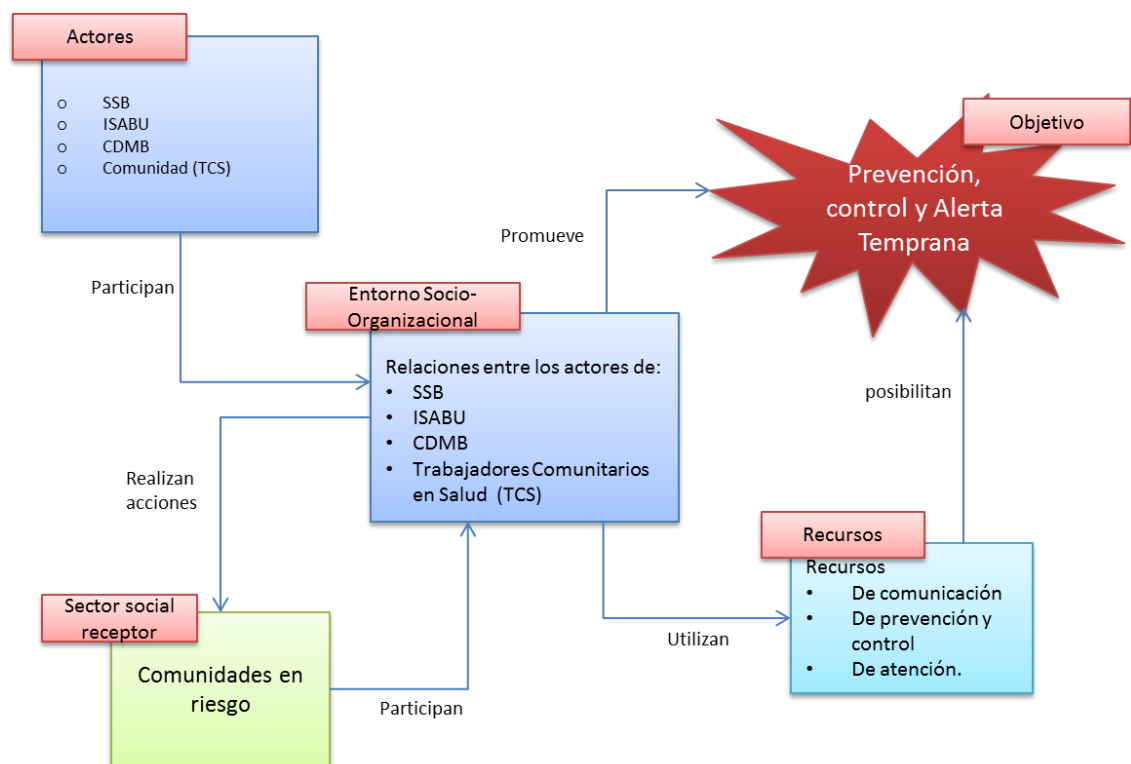 Actores
o SSB
o ISABU
o CDMB
o Comunidad (TCS)
Objetivo
Prevención,
control y Alerta
Temprana
Promueve
Participan
Entorno Socio-
Organizacional
Relaciones entre los actores de:
• SSB
• ISABU
• CDMB
• Trabajadores Comunitarios
en Salud (TCS)
posibilitan
Realizan
acciones
Recursos
Recursos
• De comunicación
• De prevención y
control
• De atención.
Sector social
receptor
Comunidades en
riesgo
Utilizan
Participan